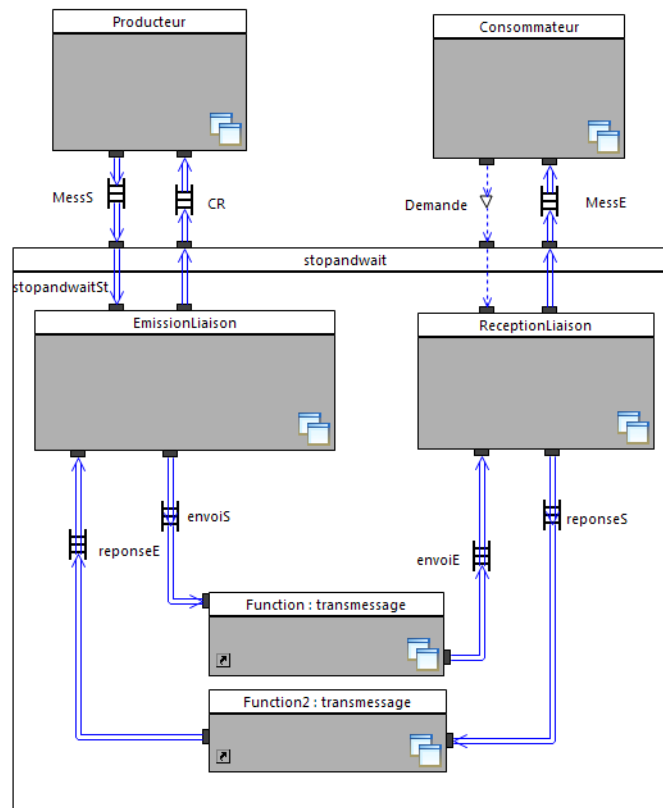 Producteur
Consommateur
MessS
CR
Demande
MessE
stopandwait
stopandwaitSt
EmissionLiaison
ReceptionLiaison
envoiS
reponseS
reponseE
envoiE
Function : transmessage
Function2 : transmessage